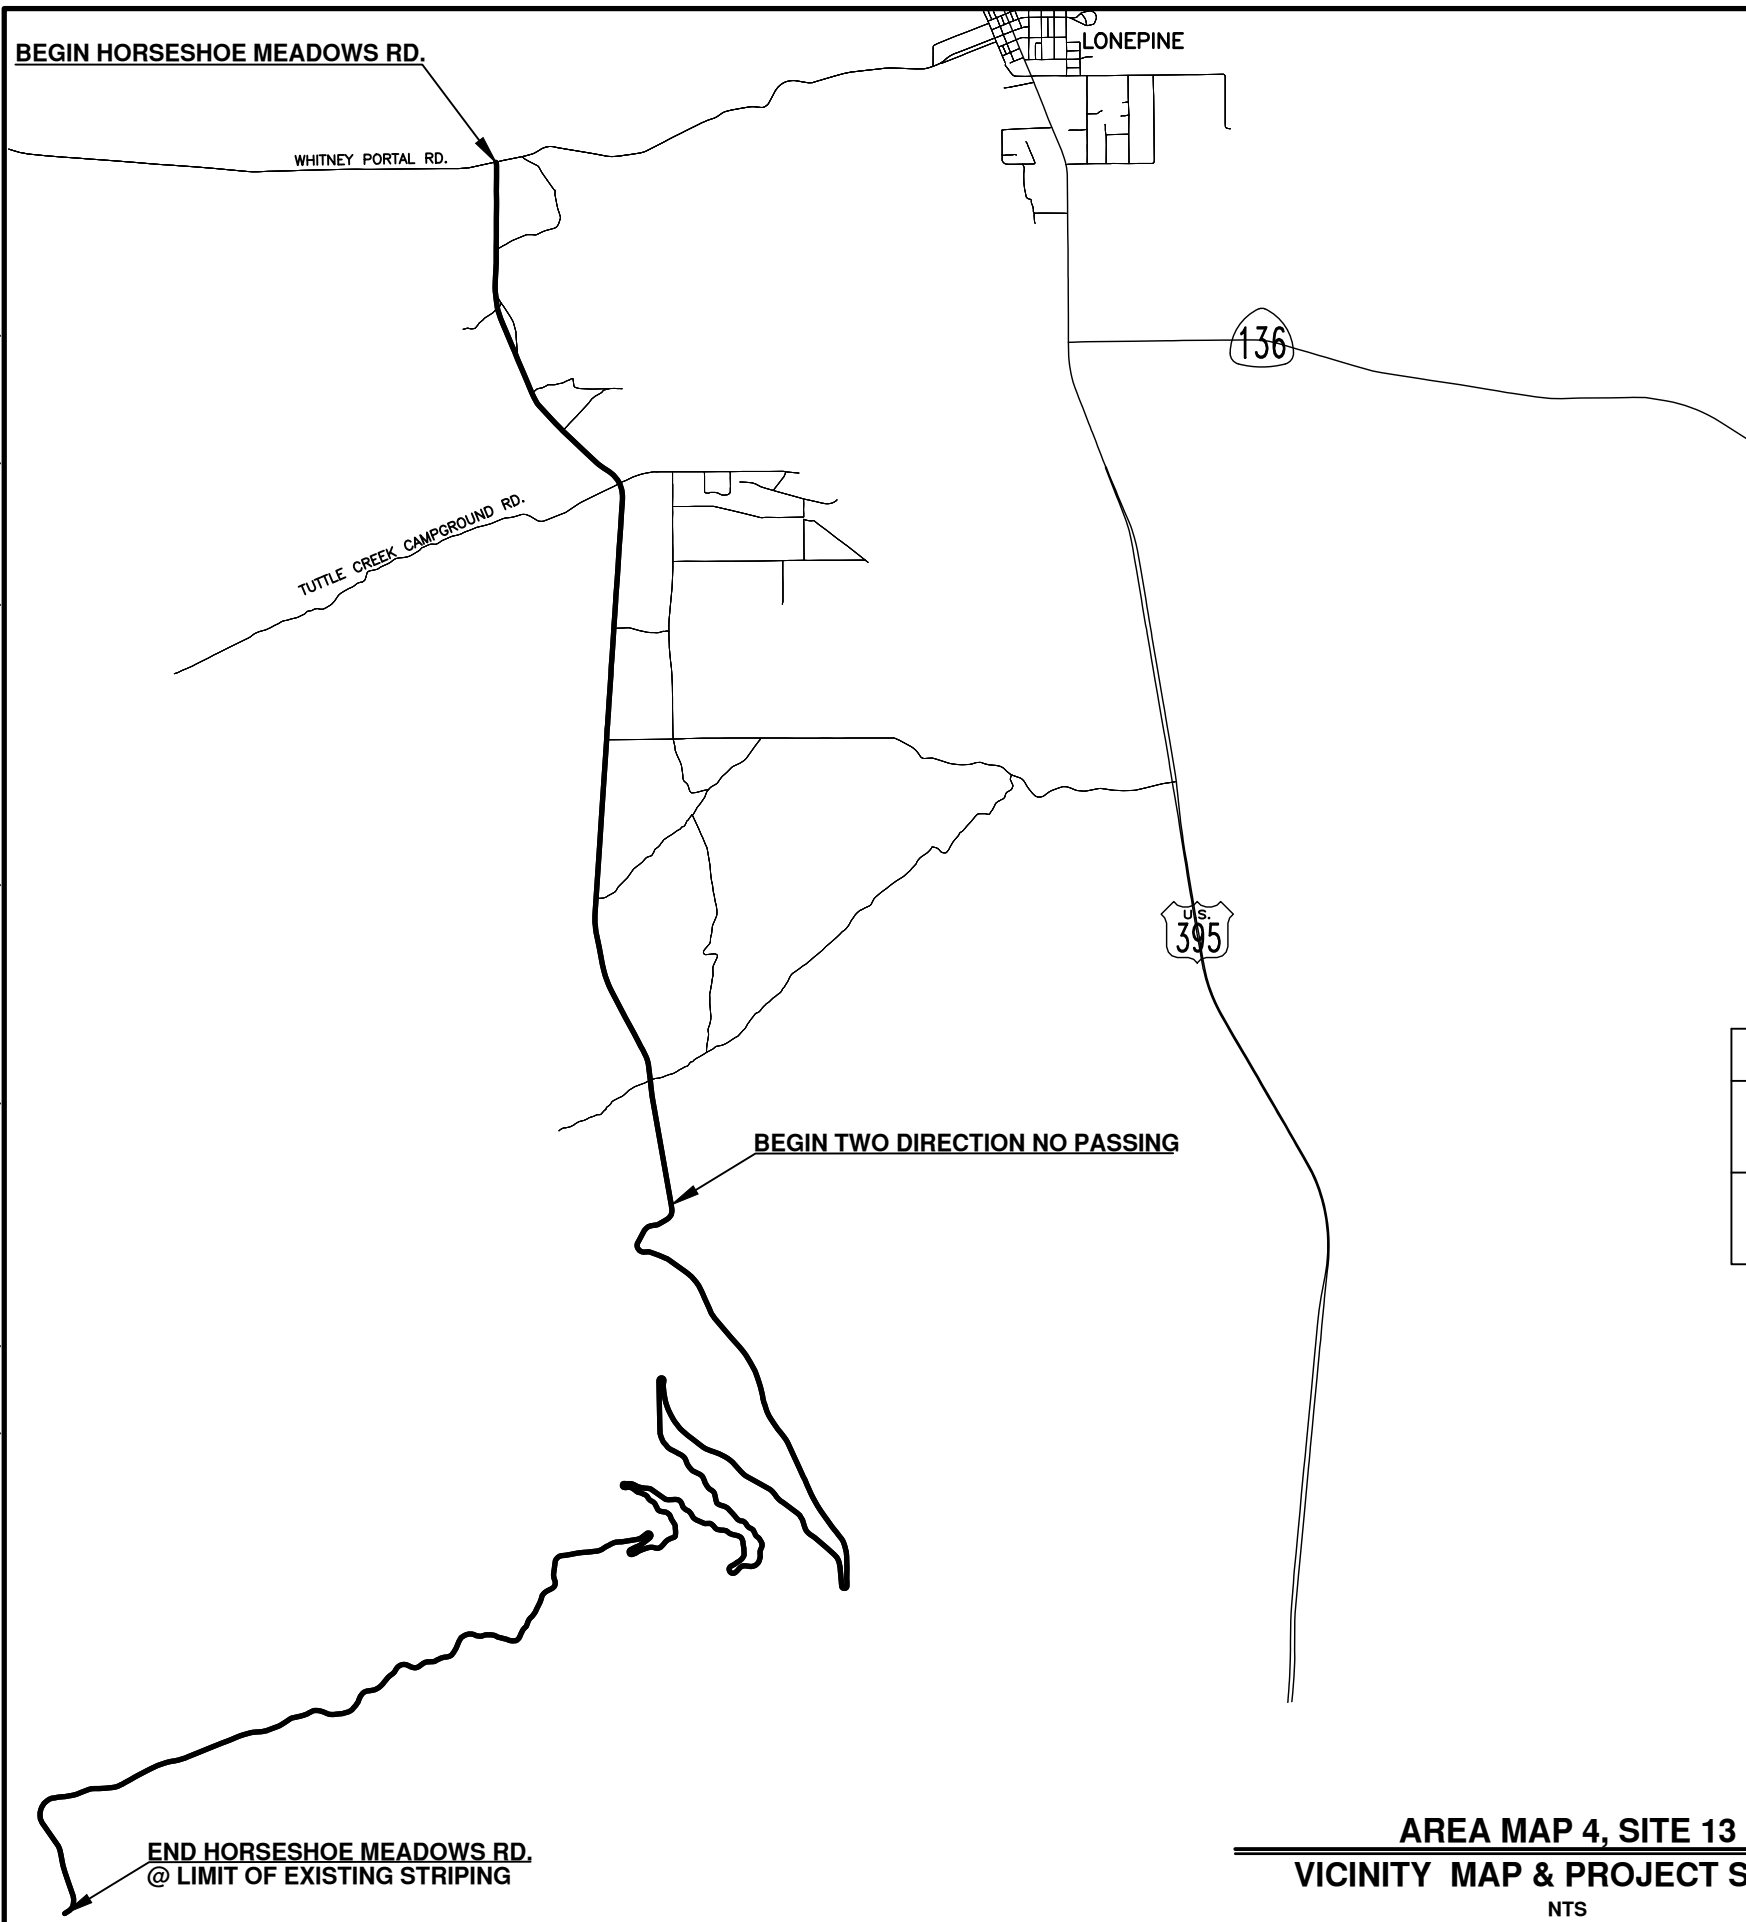 LONEPINE
BEGIN HORSESHOE MEADOWS RD.
WHITNEY PORTAL RD.
136
TUTTLE CREEK CAMPGROUND RD.
U.S.
395
BEGIN TWO DIRECTION NO PASSING
AREA MAP 4, SITE 13
VICINITY MAP & PROJECT
NTS
END HORSESHOE MEADOWS RD.
@ LIMIT OF EXISTING STRIPING